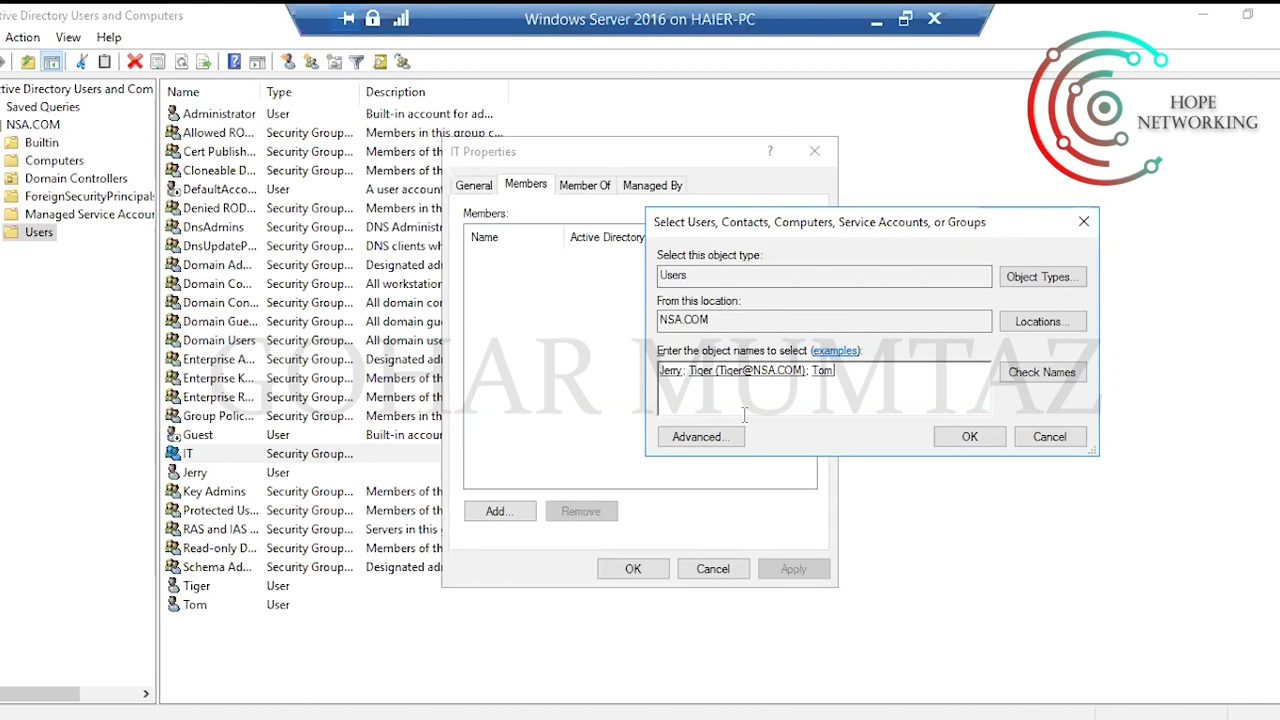 ctive Directory Users and Computers
Windows Server 2016 on HAIER-PC
Action View Help
HOPE
NETWORKING
ctive Directory Users and Com
Saved Queries
NSA.COM
Builtin
Computers
Domain Controllers
ForeignSecurityPrincipals
Managed Service Accour
Users
Name Type Description
Administrator User Built-in account for ad...
Allowed RO... Security Group... Members in this group c...
Cert Publish... Security Group... Members of th
Cloneable D... Security Group... Members of th
DefaultAcco... User A user accoun
Denied ROD... Security Group... Members in th
DnsAdmins Security Group... DNS Administr
DnsUpdateP... Security Group... DNS clients wh
Domain Ad... Security Group... Designated adr
Domain Com... Security Group... All workstation
Domain Con... Security Group... All domain cor
Domain Gue... Security Group... All domain gue
Domain Users Security Group... All domain use
Enterprise A... Security Group... Designated adr
Enterprise K... Security Group... Members of th
Enterprise R... Security Group... Members of th
Group Polic... Security Group... Members in th
Guest User Built-in accour
IT Security Group...
Jerry User
Key Admins Security Group... Members of th
Protected Us... Security Group... Members of th
RAS and IAS ... Security Group... Servers in this
Read-only D... Security Group... Members of th
Schema Ad... Security Group... Designated adr
Tiger User
Tom User
IT Properties
General Members Member Of Managed By
Members:
Name Active Directory
Add... Remove
OK Cancel Apply
Select Users, Contacts, Computers, Service Accounts, or Groups
Select this object type:
Users Object Types...
From this location:
NSA.COM Locations...
Enter the object names to select (examples):
Jerry; Tiger (Tiger@NSA.COM); Tom Check Names
Advanced... OK Cancel
GOHAR MUMTAZ